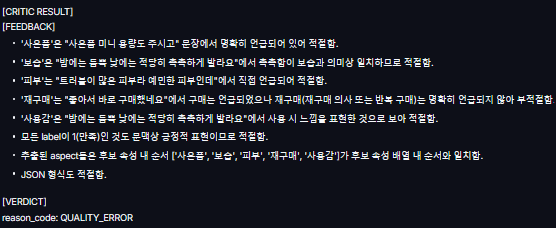 [CRITIC RESULT]
[FEEDBACK]
• '사은품'은 "사은품 미니 용량도 주시고" 문장에서 명확히 언급되어 있어 적절함.
• '보습'은 "밤에는 듬뿍 낮에는 적당히 촉촉하게 발라요"에서 촉촉함이 보습과 의미상 일치하므로 적절함.
• '피부'는 "트러블이 많은 피부라 예민한 피부인데"에서 직접 언급되어 적절함.
• '재구매'는 "좋아서 바로 구매했네요"에서 구매는 언급되었으나 재구매(재구매 의사 또는 반복 구매)는 명확히 언급되지 않아 부적절함.
• '사용감'은 "밤에는 듬뿍 낮에는 적당히 촉촉하게 발라요"에서 사용 시 느낌을 표현한 것으로 보아 적절함.
• 모든 label이 1(만족)인 것도 문맥상 긍정적 표현이므로 적절함.
• 추출된 aspect들은 후보 속성 내 순서 ['사은품', '보습', '피부', '재구매', '사용감']가 후보 속성 배열 내 순서와 일치함.
• JSON 형식도 적절함.
[VERDICT]
reason_code: QUALITY_ERROR